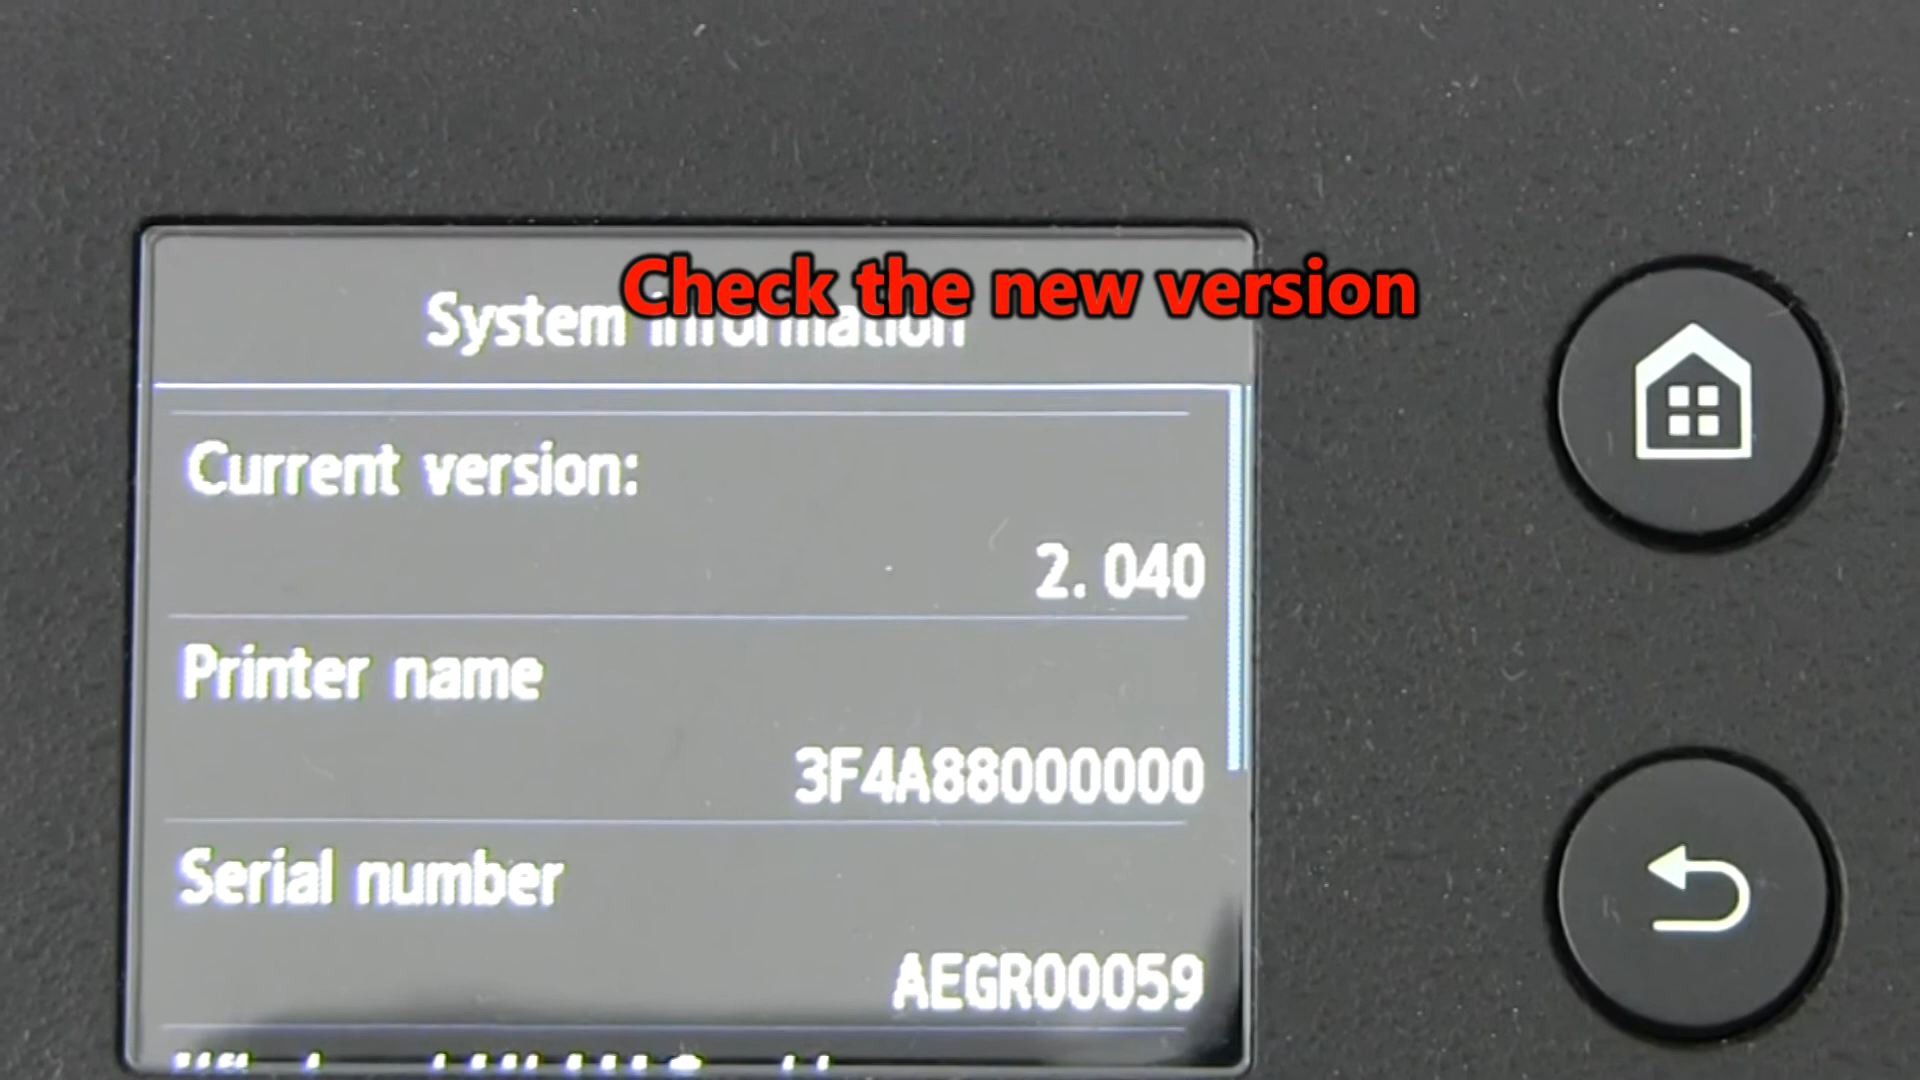 Check the new version
System information
Current version:
2.040
Printer name
3F4A88000000
Serial number
AEGR00059